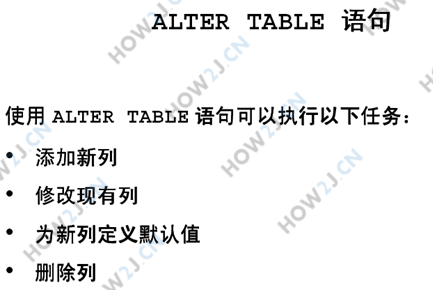 ALTER TABLE 语句
使用 ALTER TABLE 语句可以执行以下任务:
• 添加新列
• 修改现有列
• 为新列定义默认值
• 删除列
HOW2J.CN
HOW2J.CN
HOW2J.CN
HOW2J.CN
HOW2J.CN